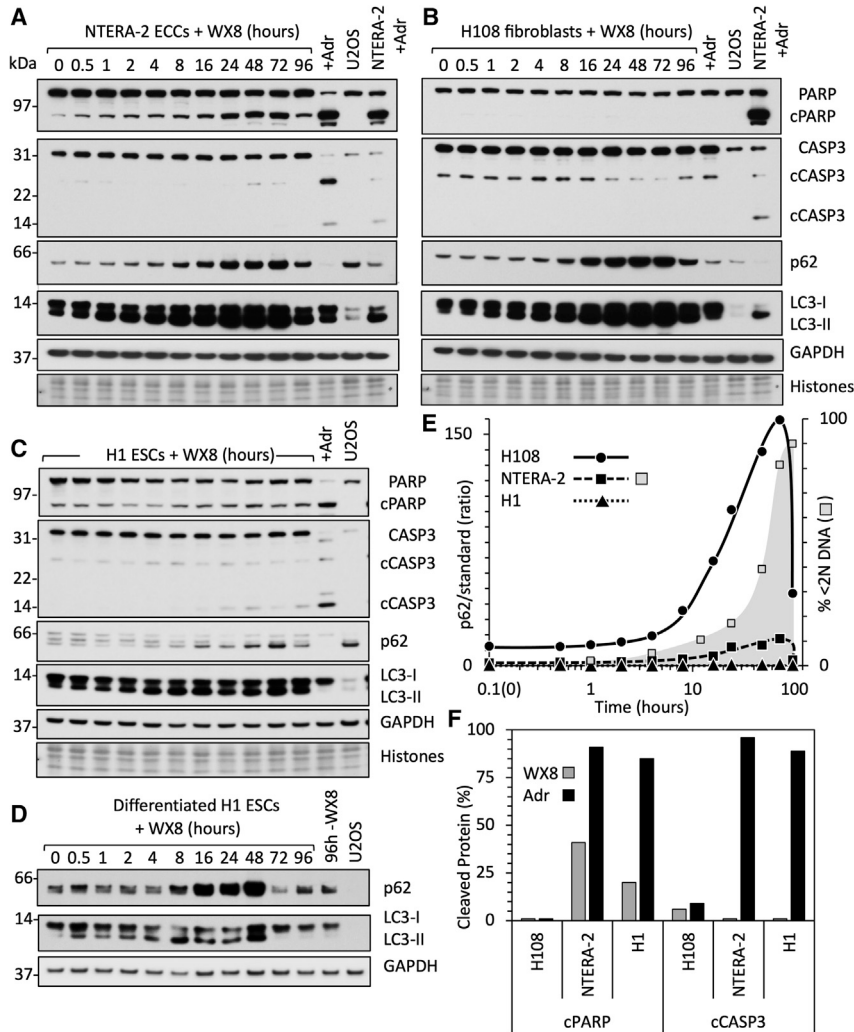 A
NTERA-2 ECCs + WX8 (hours)
+Adr
U2OS
NTERA-2
+Adr
kDa
0 0.5 1 2 4 8 16 24 48 72 96
97-
31-
22-
14-
66-
14-
37-
B
H108 fibroblasts + WX8 (hours)
+Adr
U2OS
NTERA-2
+Adr
0 0.5 1 2 4 8 16 24 48 72 96
PARP
cPARP
CASP3
cCASP3
cCASP3
p62
LC3-I
LC3-II
GAPDH
Histones
C
H1 ESCs + WX8 (hours)
+Adr
U2OS
97-
31-
22-
14-
66-
14-
37-
PARP
cPARP
CASP3
cCASP3
cCASP3
p62
LC3-I
LC3-II
GAPDH
Histones
D
Differentiated H1 ESCs
+ WX8 (hours)
96h -WX8
U2OS
0 0.5 1 2 4 8 16 24 48 72 96
66-
14-
37-
p62
LC3-I
LC3-II
GAPDH
E
150
0
p62/standard (ratio)
H108
NTERA-2
H1
100
0
% <2N DNA
0.1(0) 1 10 100
Time (hours)
F
100
75
50
25
0
Cleaved Protein (%)
WX8
Adr
H108 NTERA-2 H1 H108 NTERA-2 H1
cPARP cCASP3